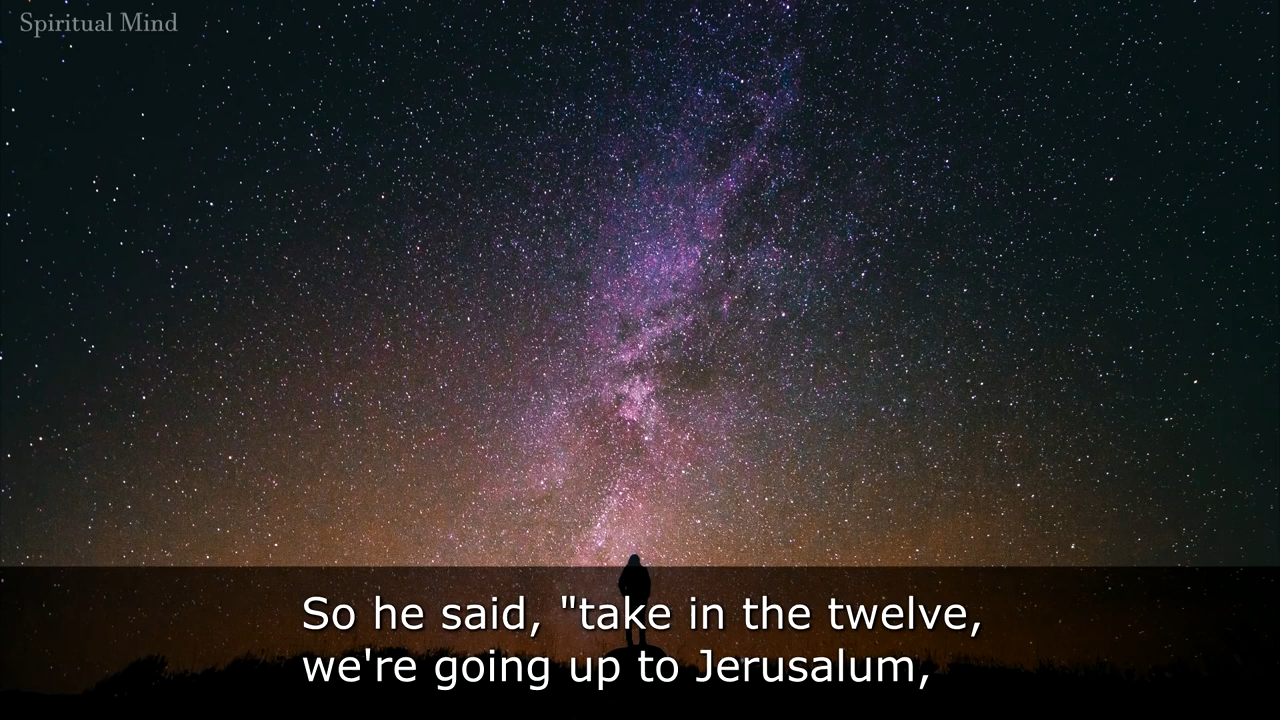 Spiritual Mind
So he said, "take in the twelve,
we're going up to Jerusalum,